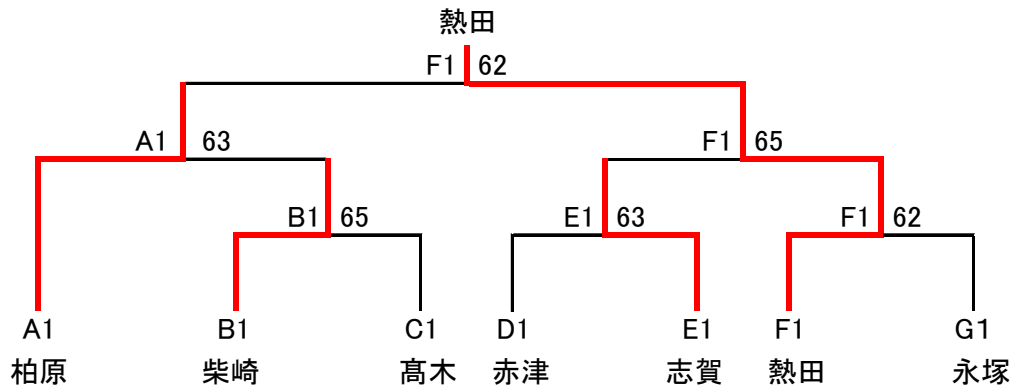 熱田
F1 62
A1 63
F1 65
B1 65
E1 63
F1 62
A1 B1 C1 D1 E1 F1 G1
柏原 柴崎 髙木 赤津 志賀 熱田 永塚